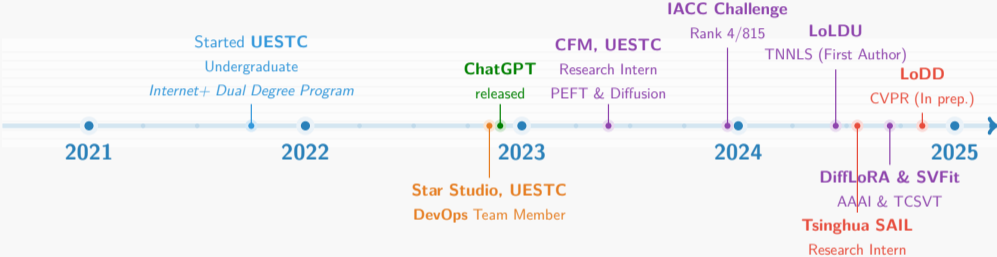 IACC Challenge
Rank 4/815
Started UESTC
Undergraduate
Internet+ Dual Degree Program
ChatGPT
released
CFM, UESTC
Research Intern
PEFT & Diffusion
LoLDU
TNNLS (First Author)
LoDD
CVPR (In prep.)
2021
2022
2023
2024
2025
Star Studio, UESTC
DevOps Team Member
DiffLoRA & SVFit
AAAI & TCSVT
Tsinghua SAIL
Research Intern